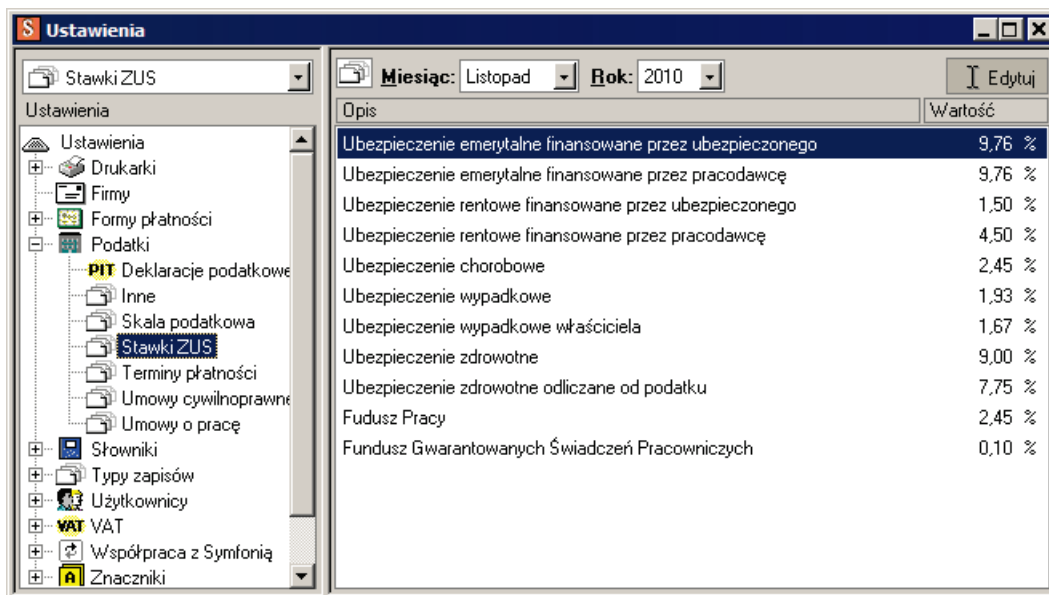 S Ustawienia
Stawki ZUS
Ustawienia
Ustawienia
Drukarki
Firmy
Formy płatności
Podatki
PIT Deklaracje podatkowe
Inne
Skala podatkowa
Stawki ZUS
Terminy płatności
Umowy cywilnoprawne
Umowy o pracę
Słowniki
Typy zapisów
Użytkownicy
VAT VAT
Współpraca z Symfonią
A Znaczniki
Miesiąc: Listopad Rok: 2010 Edytuj
Opis Wartość
Ubezpieczenie emerytalne finansowane przez ubezpieczonego 9,76 %
Ubezpieczenie emerytalne finansowane przez pracodawcę 9,76 %
Ubezpieczenie rentowe finansowane przez ubezpieczonego 1,50 %
Ubezpieczenie rentowe finansowane przez pracodawcę 4,50 %
Ubezpieczenie chorobowe 2,45 %
Ubezpieczenie wypadkowe 1,93 %
Ubezpieczenie wypadkowe właściciela 1,67 %
Ubezpieczenie zdrowotne 9,00 %
Ubezpieczenie zdrowotne odliczane od podatku 7,75 %
Fudusz Pracy 2,45 %
Fundusz Gwarantowanych Świadczeń Pracowniczych 0,10 %